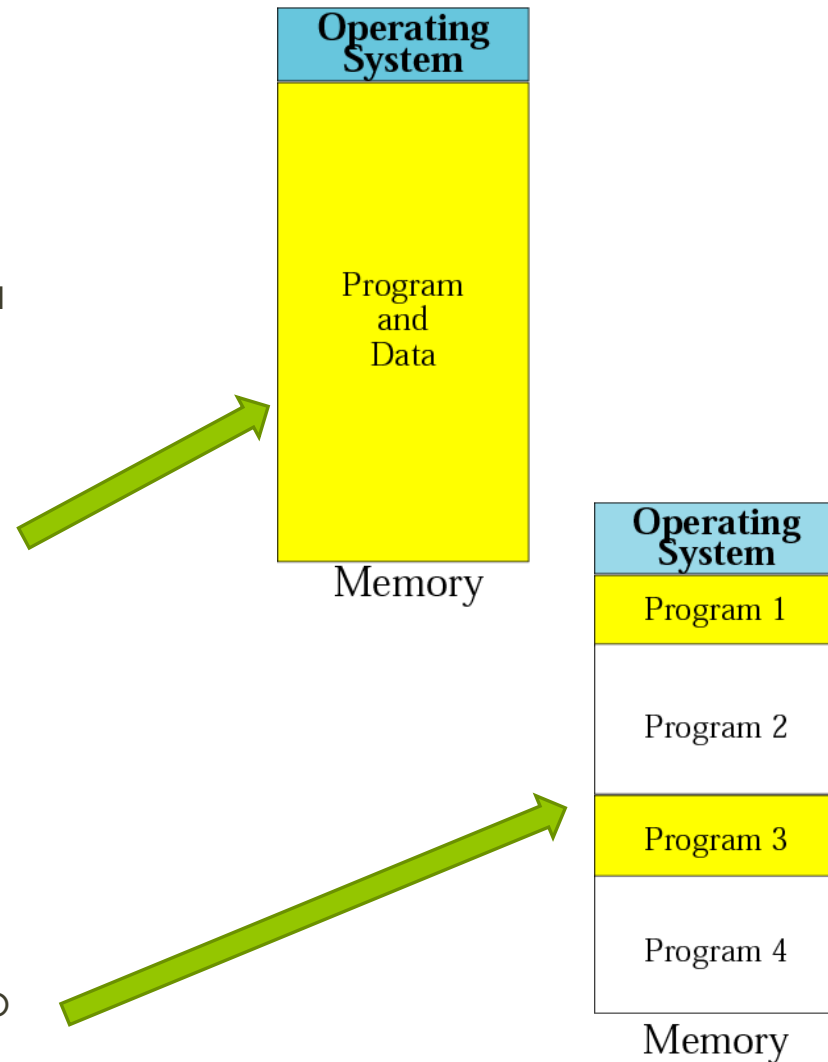 Operating
System
Program
and
Data
Memory
Operating
System
Program 1
Program 2
Program 3
Program 4
Memory